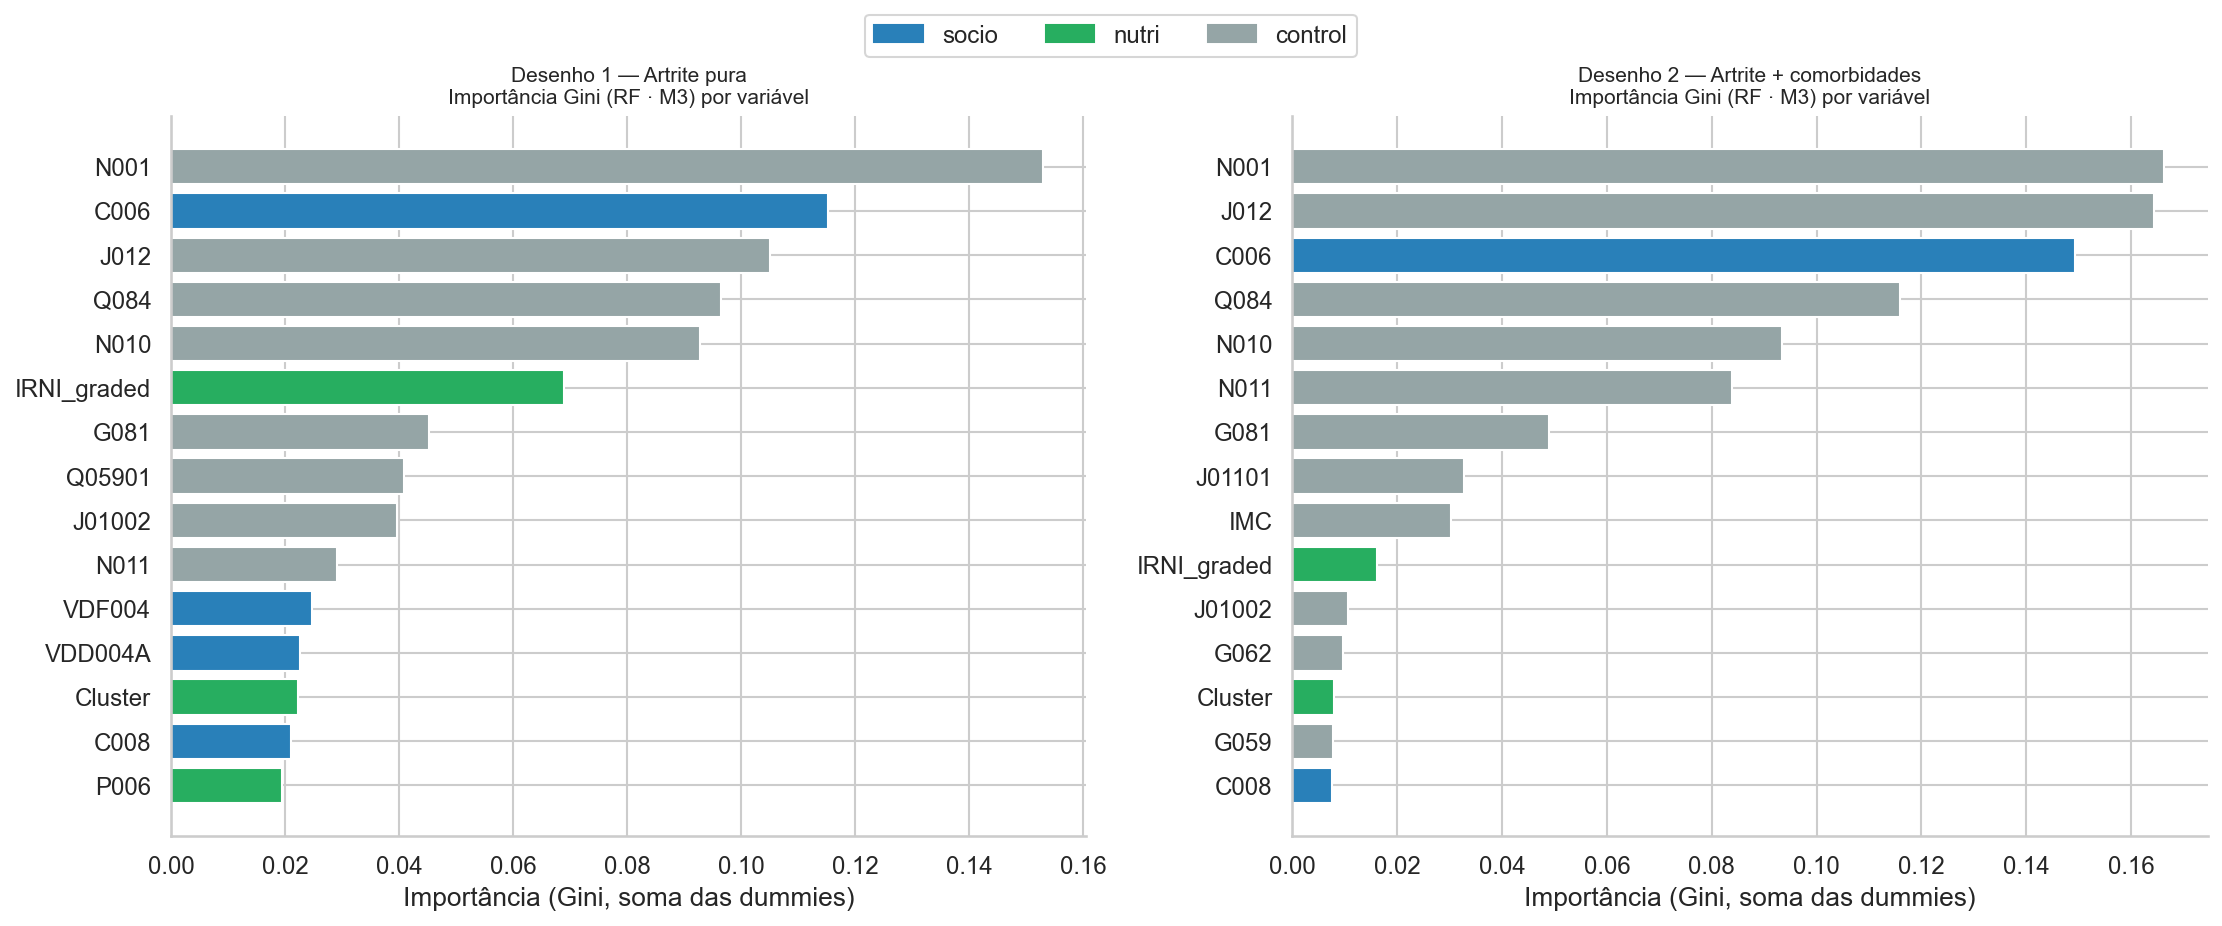 socio nutri control
Desenho 1 — Artrite pura
Importância Gini (RF · M3) por variável
N001
C006
J012
Q084
N010
IRNI_graded
G081
Q05901
J01002
N011
VDF004
VDD004A
Cluster
C008
P006
0.00 0.02 0.04 0.06 0.08 0.10 0.12 0.14 0.16
Importância (Gini, soma das dummies)
Desenho 2 — Artrite + comorbidades
Importância Gini (RF · M3) por variável
N001
J012
C006
Q084
N010
N011
G081
J01101
IMC
IRNI_graded
J01002
G062
Cluster
G059
C008
0.00 0.02 0.04 0.06 0.08 0.10 0.12 0.14 0.16
Importância (Gini, soma das dummies)